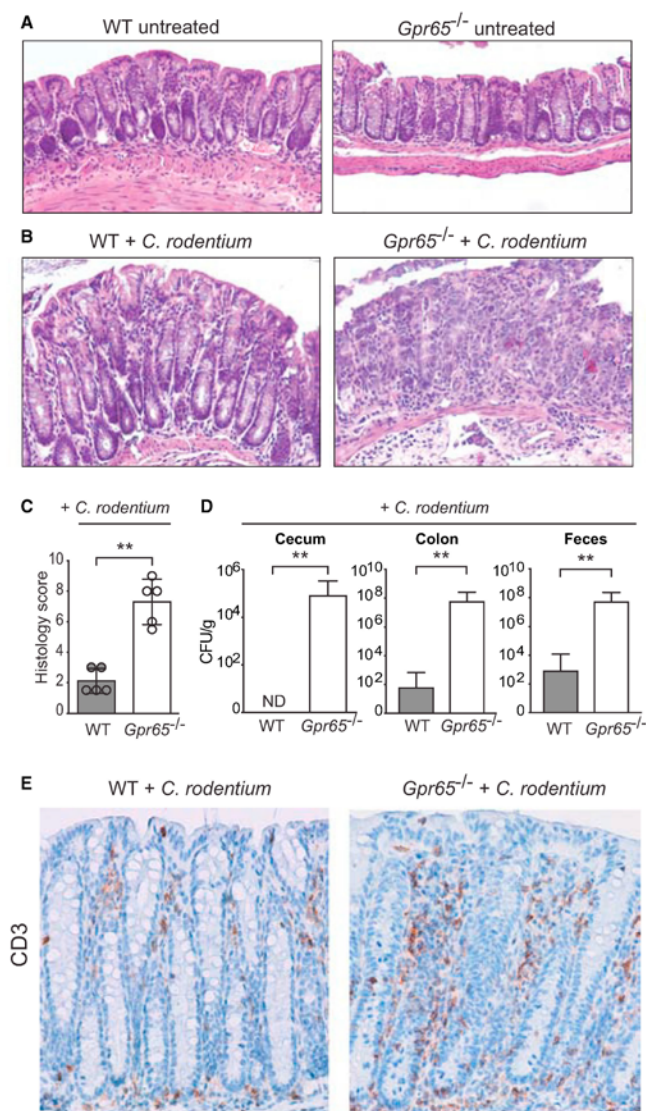 A WT untreated Gpr65-/- untreated
B WT + C. rodentium Gpr65-/- + C. rodentium
C + C. rodentium
**
Histology score
10
8
6
4
2
0
WT Gpr65-/-
D + C. rodentium
Cecum Colon Feces
** ** **
CFU/g
10^6
10^4
10^2
0
ND
WT Gpr65-/-
10^10
10^8
10^6
10^4
10^2
0
WT Gpr65-/-
10^10
10^8
10^6
10^4
10^2
0
WT Gpr65-/-
E WT + C. rodentium Gpr65-/- + C. rodentium
CD3